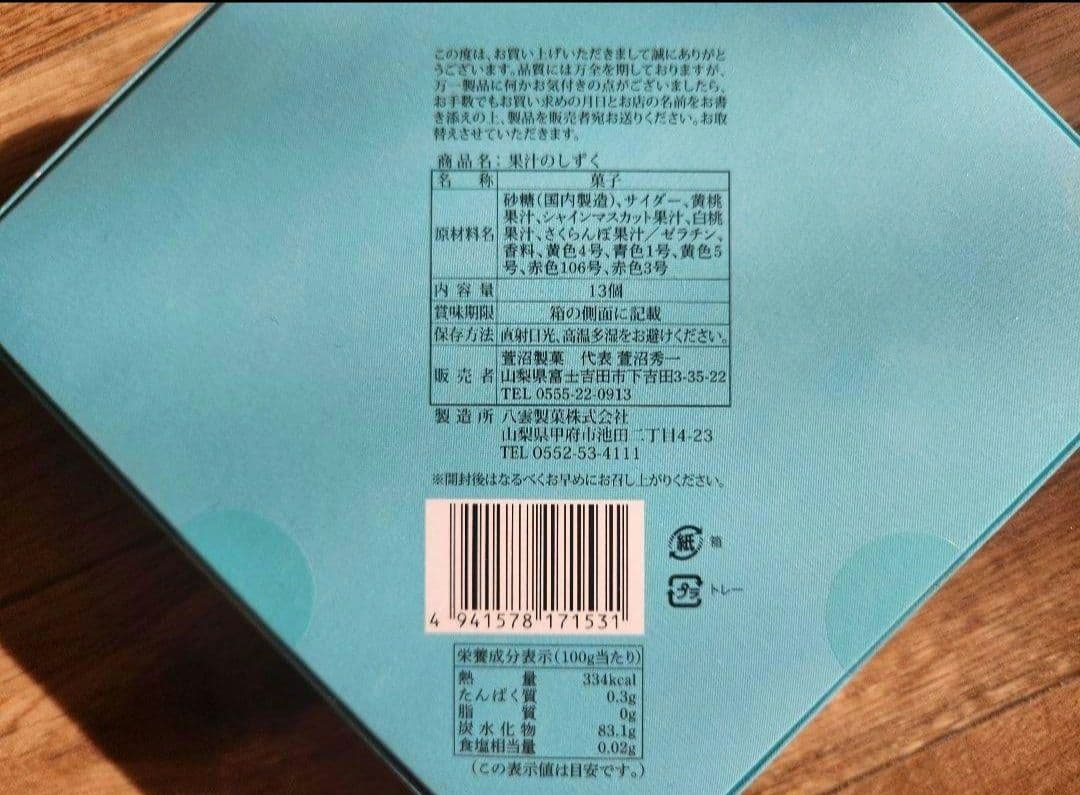 この度は、お買い上げいただきまして誠にありがと
うございます。品質には万全を期しておりますが、
万一製品に何かお気付きの点がございましたら、
お手数でもお買い求めの月日とお店の名前をお書
き添えの上、製品を販売者宛お送りください。お取
替えさせていただきます。
商品名：果汁のしずく
名称 菓子
原材料名 砂糖（国内製造）、サイダー、黄桃
果汁、シャインマスカット果汁、白桃
果汁、さくらんぼ果汁／ゼラチン、
香料、黄色4号、青色1号、黄色5
号、赤色106号、赤色3号
内容量 13個
賞味期限 箱の側面に記載
保存方法 直射日光、高温多湿をお避けください。
販売者 萱沼製菓 代表 萱沼秀一
山梨県富士吉田市下吉田3-35-22
TEL 0555-22-0913
製造所 八雲製菓株式会社
山梨県甲府市池田二丁目4-23
TEL 0552-53-4111
※開封後はなるべくお早めにお召し上がりください。
4 941578 171531
紙 箱
プラ トレー
栄養成分表示（100g当たり）
熱量 334kcal
たんぱく質 0.3g
脂質 0g
炭水化物 83.1g
食塩相当量 0.02g
（この表示値は目安です。）